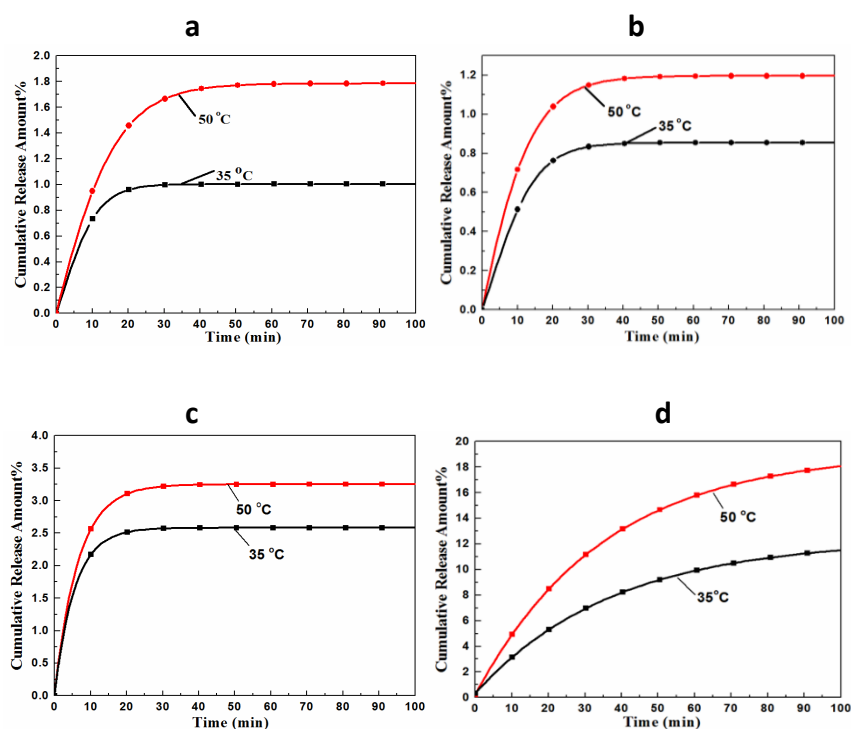 a
Cumulative Release Amount%
2.0
1.8
1.6
1.4
1.2
1.0
0.8
0.6
0.4
0.2
0.0
50 °C
35 °C
0 10 20 30 40 50 60 70 80 90 100
Time (min)
b
Cumulative Release Amount%
1.2
1.0
0.8
0.6
0.4
0.2
0.0
50 °C
35 °C
0 10 20 30 40 50 60 70 80 90 100
Time (min)
c
Cumulative Release Amount%
4.0
3.5
3.0
2.5
2.0
1.5
1.0
0.5
0.0
50 °C
35 °C
0 10 20 30 40 50 60 70 80 90 100
Time (min)
d
Cumulative Release Amount%
20
18
16
14
12
10
8
6
4
2
0
50 °C
35°C
0 10 20 30 40 50 60 70 80 90 100
Time (min)